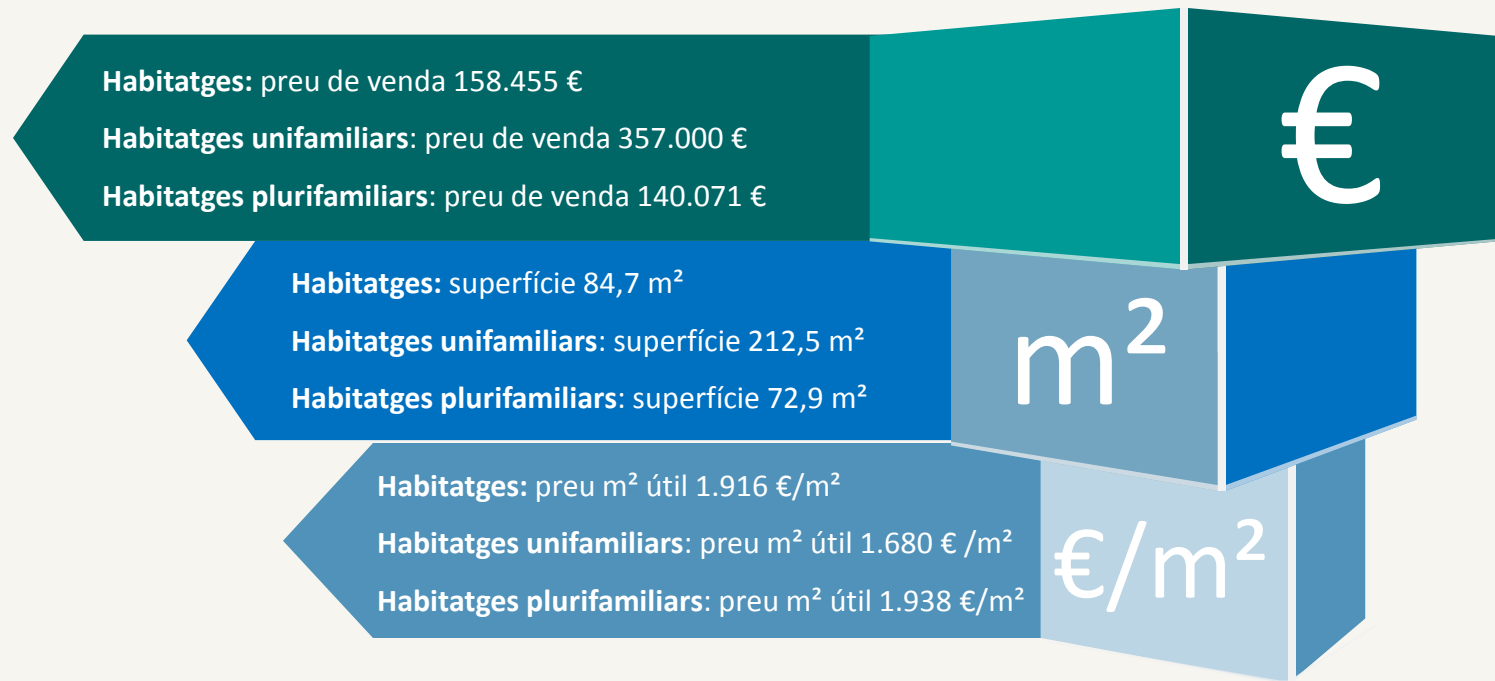 Habitatges: preu de venda 158.455 €
Habitatges unifamiliars: preu de venda 357.000 €
Habitatges plurifamiliars: preu de venda 140.071 €
€
Habitatges: superfície 84,7 m²
Habitatges unifamiliars: superfície 212,5 m²
Habitatges plurifamiliars: superfície 72,9 m²
m²
Habitatges: preu m² útil 1.916 €/m²
Habitatges unifamiliars: preu m² útil 1.680 € /m²
Habitatges plurifamiliars: preu m² útil 1.938 €/m²
€/m²